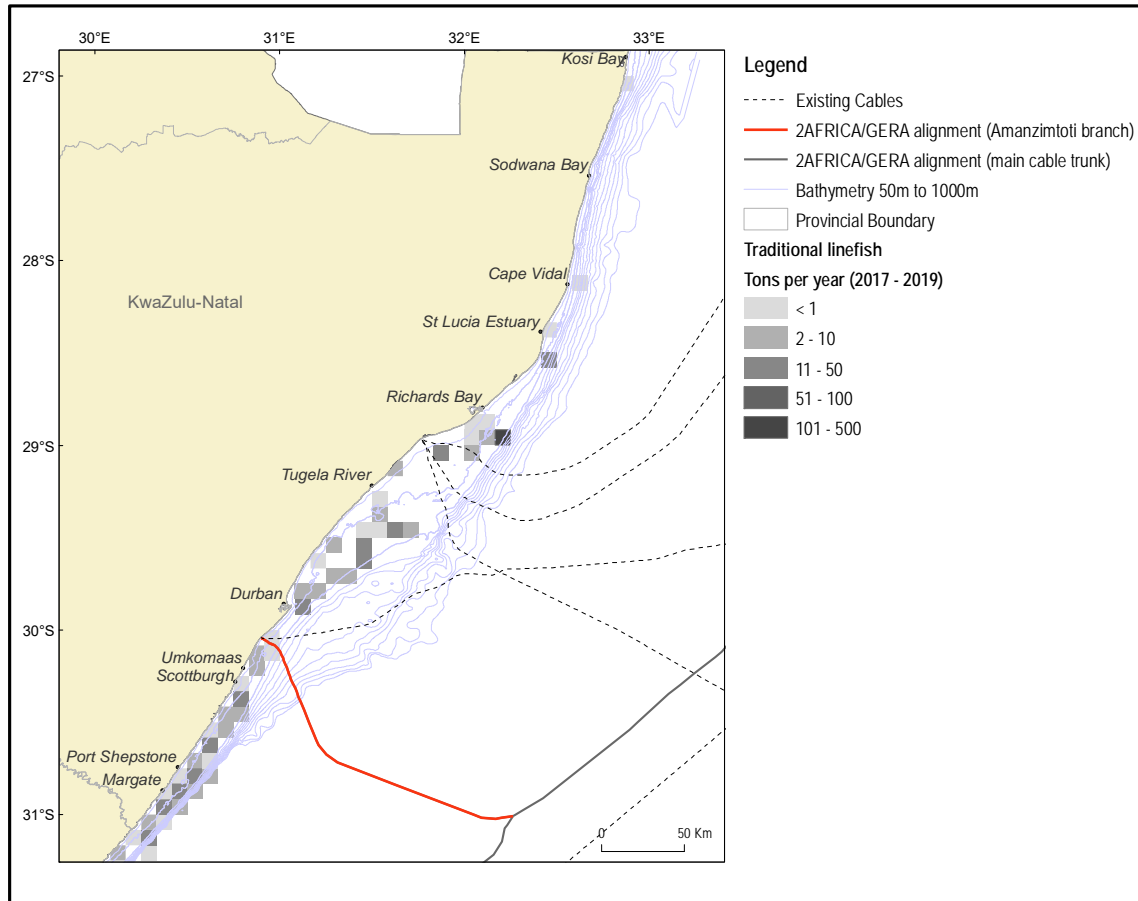 30°E 31°E 32°E 33°E
27°S
28°S
29°S
30°S
31°S
Kosi Bay
Sodwana Bay
Cape Vidal
KwaZulu-Natal
St Lucia Estuary
Richards Bay
Tugela River
Durban
Umkomaas
Scottburgh
Port Shepstone
Margate
0 50 Km
Legend
Existing Cables
2AFRICA/GERA alignment (Amanzimtoti branch)
2AFRICA/GERA alignment (main cable trunk)
Bathymetry 50m to 1000m
Provincial Boundary
Traditional linefish
Tons per year (2017 - 2019)
< 1
2 - 10
11 - 50
51 - 100
101 - 500